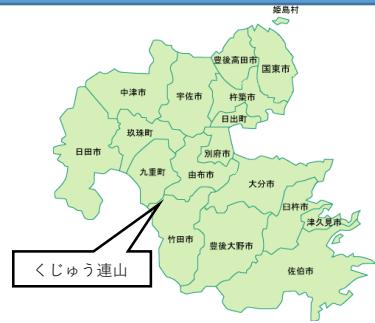 姫島村
豊後高田市
国東市
中津市
宇佐市
杵築市
日出町
玖珠町
日田市
別府市
九重町
由布市
大分市
臼杵市
津久見市
竹田市
豊後大野市
くじゅう連山
佐伯市